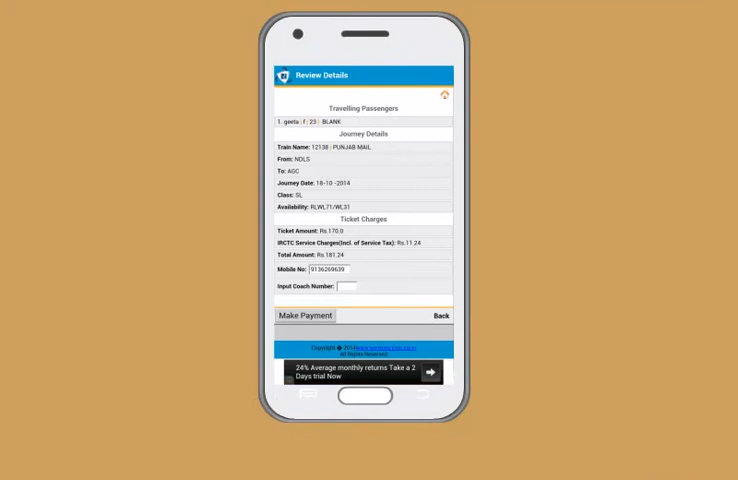 Review Details
Travelling Passengers
1. geeta | f | 23 | BLANK
Journey Details
Train Name: 12138 | PUNJAB MAIL
From: NDLS
To: AGC
Journey Date: 18-10 -2014
Class: SL
Availability: RLWL71/WL31
Ticket Charges
Ticket Amount: Rs.170.0
IRCTC Service Charges(Incl. of Service Tax): Rs.11.24
Total Amount: Rs.181.24
Mobile No: 9136269639
Input Coach Number:
Make Payment Back
Copyright � 2014
All Rights Reserved
24% Average monthly returns Take a 2
Days trial Now